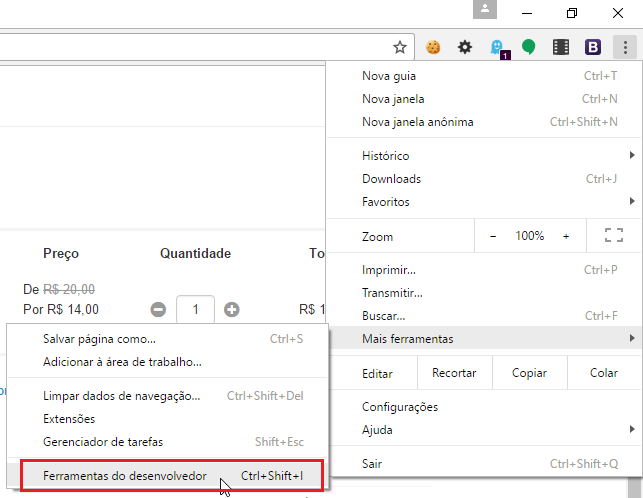 1
B
Nova guia Ctrl+T
Nova janela Ctrl+N
Nova janela anônima Ctrl+Shift+N
Histórico
Downloads Ctrl+J
Favoritos
Zoom − 100% +
Imprimir... Ctrl+P
Transmitir...
Buscar... Ctrl+F
Mais ferramentas
Editar Recortar Copiar Colar
Configurações
Ajuda
Sair Ctrl+Shift+Q
Preço Quantidade To
De R$ 20,00
Por R$ 14,00 1 R$ 1
Salvar página como... Ctrl+S
Adicionar à área de trabalho...
Limpar dados de navegação... Ctrl+Shift+Del
Extensões
Gerenciador de tarefas Shift+Esc
Ferramentas do desenvolvedor Ctrl+Shift+I